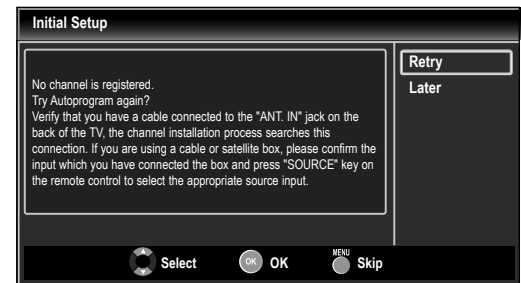 Initial Setup
No channel is registered.
Try Autoprogram again?
Verify that you have a cable connected to the "ANT. IN" jack on the
back of the TV, the channel installation process searches this
connection. If you are using a cable or satellite box, please confirm the
input which you have connected the box and press "SOURCE" key on
the remote control to select the appropriate source input.
Retry
Later
Select
OK OK
MENU
Skip